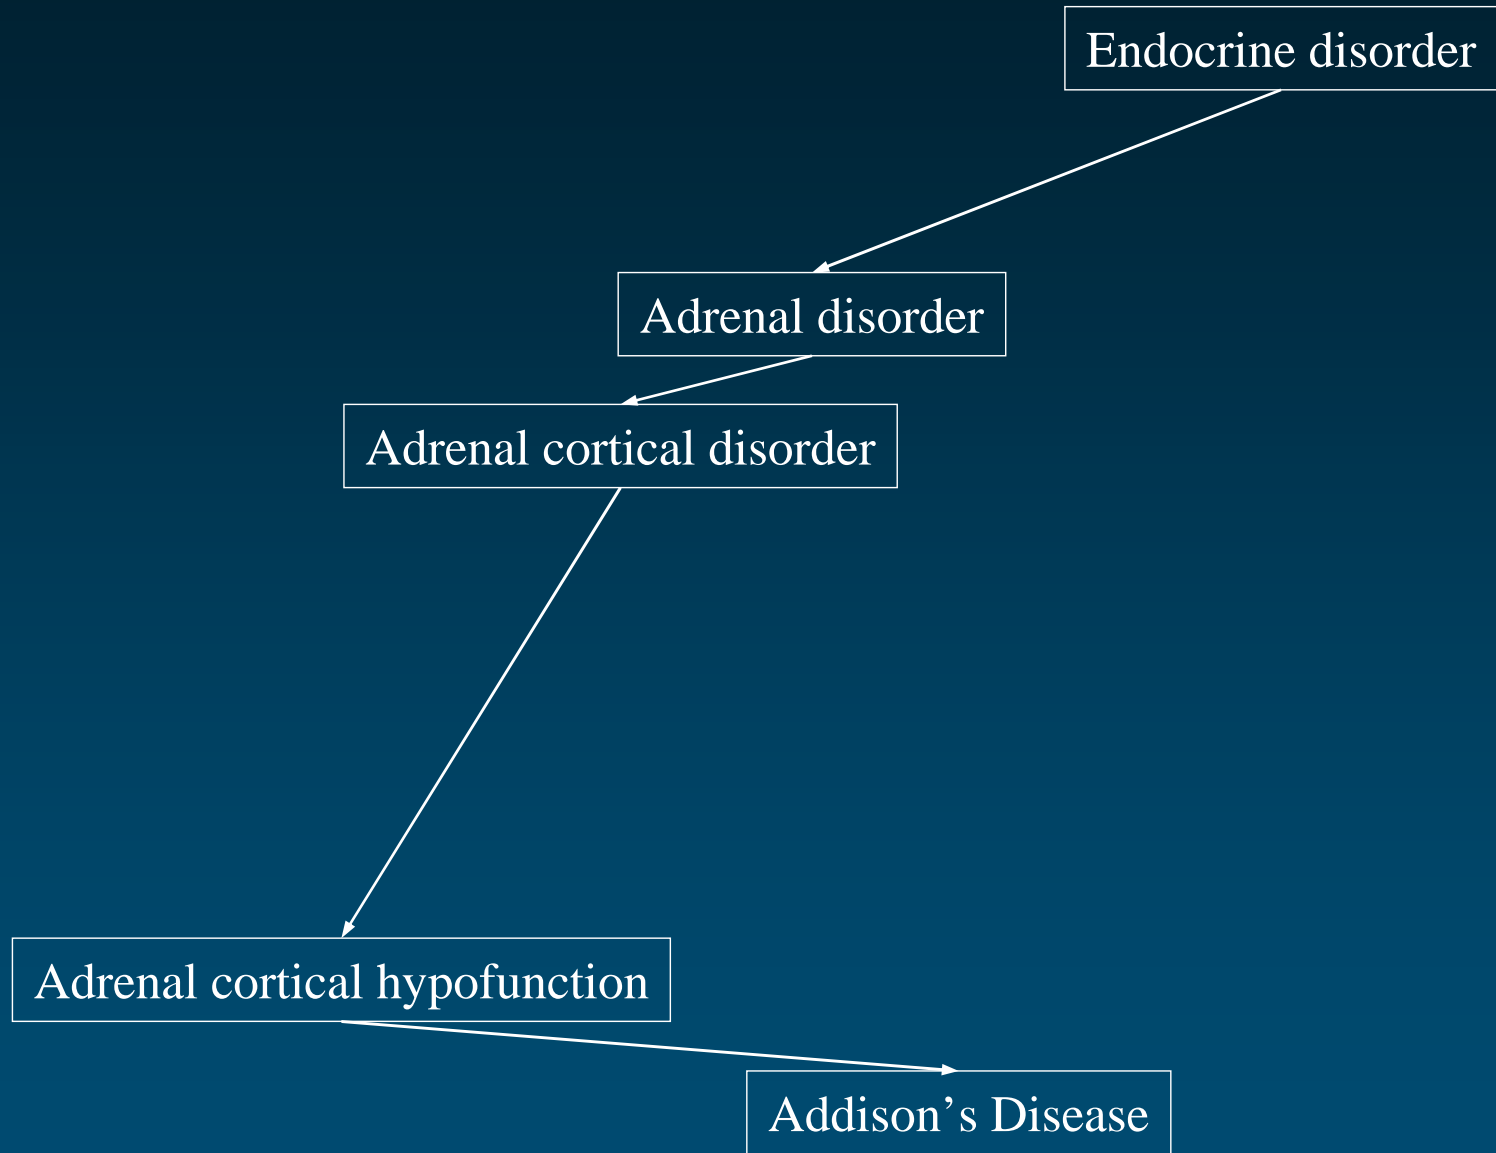 Endocrine disorder
Adrenal disorder
Adrenal cortical disorder
Adrenal cortical hypofunction
Addison’s Disease